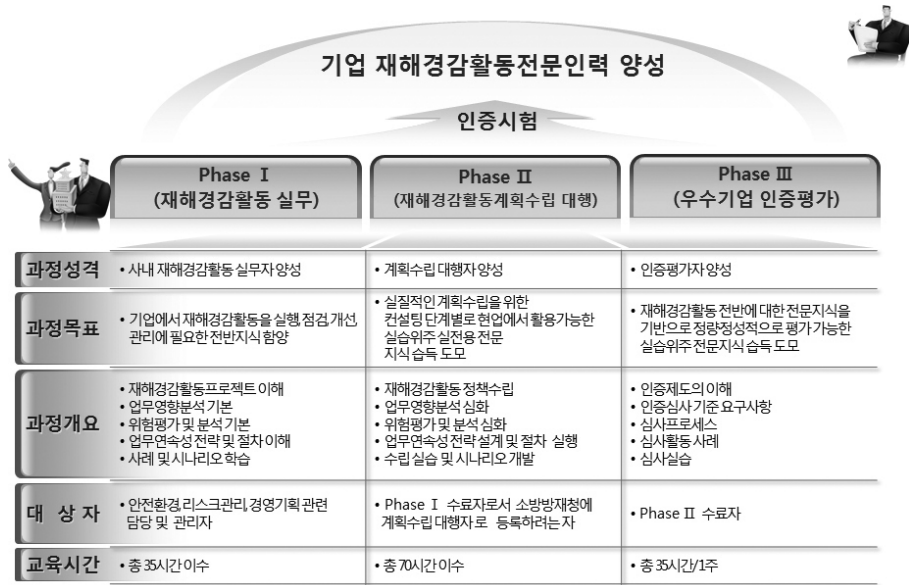 기업 재해경감활동전문인력 양성
인증시험
Phase Ⅰ
(재해경감활동 실무)
Phase Ⅱ
(재해경감활동계획수립 대행)
Phase Ⅲ
(우수기업 인증평가)
과정성격
• 사내 재해경감활동 실무자 양성
• 계획수립 대행자 양성
• 인증평가자 양성
과정목표
• 기업에서 재해경감활동을 실행, 점검, 개선,
관리에 필요한 전반지식 함양
• 실질적인 계획수립을 위한
컨설팅 단계별로 현업에서 활용가능한
실습위주 실전용 전문
지식 습득 도모
• 재해경감활동 전반에 대한 전문지식을
기반으로 정량정성적으로 평가 가능한
실습위주 전문지식 습득 도모
과정개요
• 재해경감활동프로젝트 이해
• 업무영향분석 기본
• 위험평가 및 분석 기본
• 업무연속성 전략 및 절차 이해
• 사례 및 시나리오 학습
• 재해경감활동 정책수립
• 업무영향분석 심화
• 위험평가 및 분석 심화
• 업무연속성 전략 설계 및 절차 실행
• 수립 실습 및 시나리오 개발
• 인증제도의 이해
• 인증심사 기준 요구사항
• 심사프로세스
• 심사활동 사례
• 심사실습
대 상 자
• 안전환경, 리스크관리, 경영기획 관련
담당 및 관리자
• Phase Ⅰ 수료자로서 소방방재청에
계획수립 대행자로 등록하려는 자
• Phase Ⅱ 수료자
교육시간
• 총 35시간 이수
• 총 70시간 이수
• 총 35시간/1주